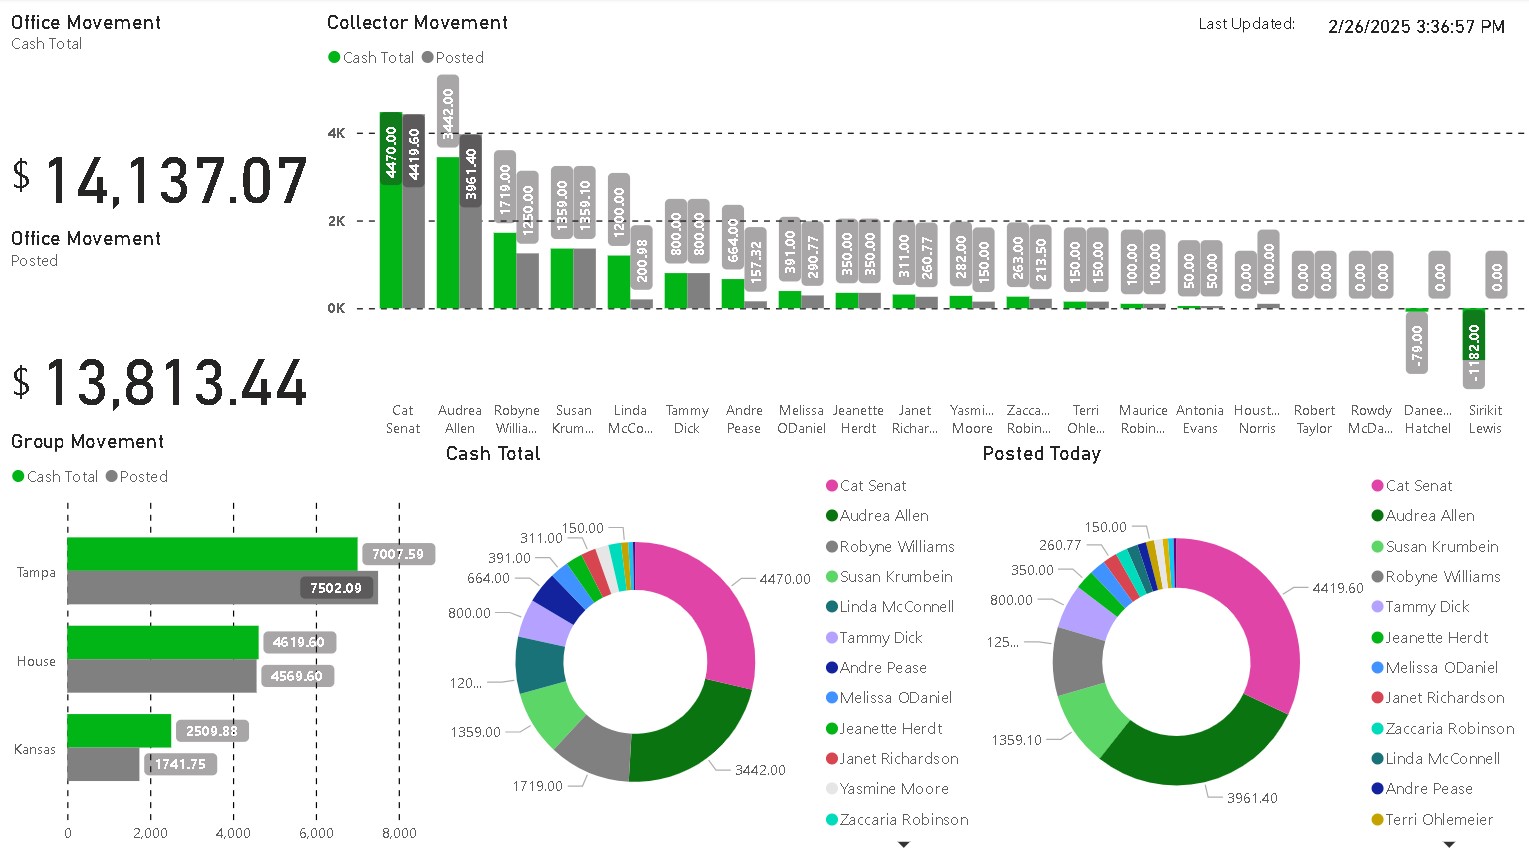 Office Movement
Cash Total
$ 14,137.07
Office Movement
Posted
$ 13,813.44
Collector Movement
Last Updated: 2/26/2025 3:36:57 PM
Cash Total Posted
4K
2K
0K
4470.00 4419.60
3442.00 3961.40
1719.00 1250.00
1359.00 1359.10
1200.00 200.98
800.00 800.00
664.00 157.32
391.00 290.77
350.00 350.00
311.00 260.77
282.00 150.00
263.00 213.50
150.00 150.00
100.00 100.00
50.00 50.00
0.00 100.00
0.00 0.00
0.00 0.00
-79.00 0.00
-1182.00 0.00
Cat Senat
Audrea Allen
Robyne Willia...
Susan Krum...
Linda McCo...
Tammy Dick
Andre Pease
Melissa ODaniel
Jeanette Herdt
Janet Richar...
Yasmi... Moore
Zacca... Robin...
Terri Ohle...
Maurice Robin...
Antonia Evans
Houst... Norris
Robert Taylor
Rowdy McDa...
Danee... Hatchel
Sirikit Lewis
Group Movement
Cash Total Posted
Tampa
7007.59
7502.09
House
4619.60
4569.60
Kansas
2509.88
1741.75
0 2,000 4,000 6,000 8,000
Cash Total
150.00
311.00
391.00
664.00
800.00
120...
1359.00
1719.00
3442.00
4470.00
Cat Senat
Audrea Allen
Robyne Williams
Susan Krumbein
Linda McConnell
Tammy Dick
Andre Pease
Melissa ODaniel
Jeanette Herdt
Janet Richardson
Yasmine Moore
Zaccaria Robinson
Posted Today
150.00
260.77
350.00
800.00
125...
1359.10
3961.40
4419.60
Cat Senat
Audrea Allen
Susan Krumbein
Robyne Williams
Tammy Dick
Jeanette Herdt
Melissa ODaniel
Janet Richardson
Zaccaria Robinson
Linda McConnell
Andre Pease
Terri Ohlemeier